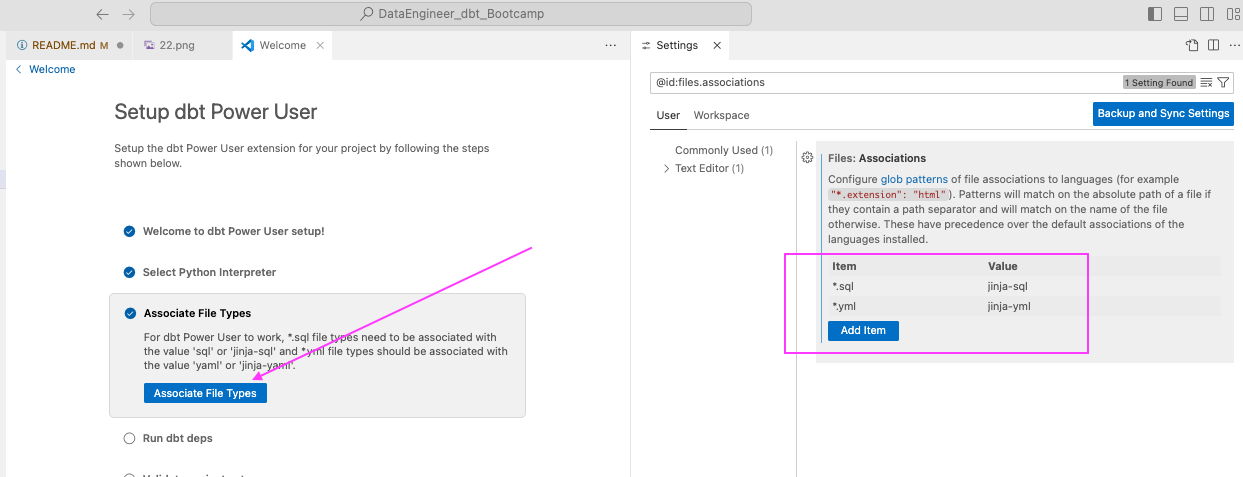 DataEngineer_dbt_Bootcamp
README.md M
22.png
Welcome
Settings
Welcome
Setup dbt Power User
Setup the dbt Power User extension for your project by following the steps
shown below.
Welcome to dbt Power User setup!
Select Python Interpreter
Associate File Types
For dbt Power User to work, *.sql file types need to be associated with
the value 'sql' or 'jinja-sql' and *.yml file types should be associated with
the value 'yaml' or 'jinja-yaml'.
Associate File Types
Run dbt deps
@id:files.associations
1 Setting Found
User
Workspace
Backup and Sync Settings
Commonly Used (1)
Text Editor (1)
Files: Associations
Configure glob patterns of file associations to languages (for example
"*.extension": "html"). Patterns will match on the absolute path of a file if
they contain a path separator and will match on the name of the file
otherwise. These have precedence over the default associations of the
languages installed.
Item Value
*.sql jinja-sql
*.yml jinja-yml
Add Item